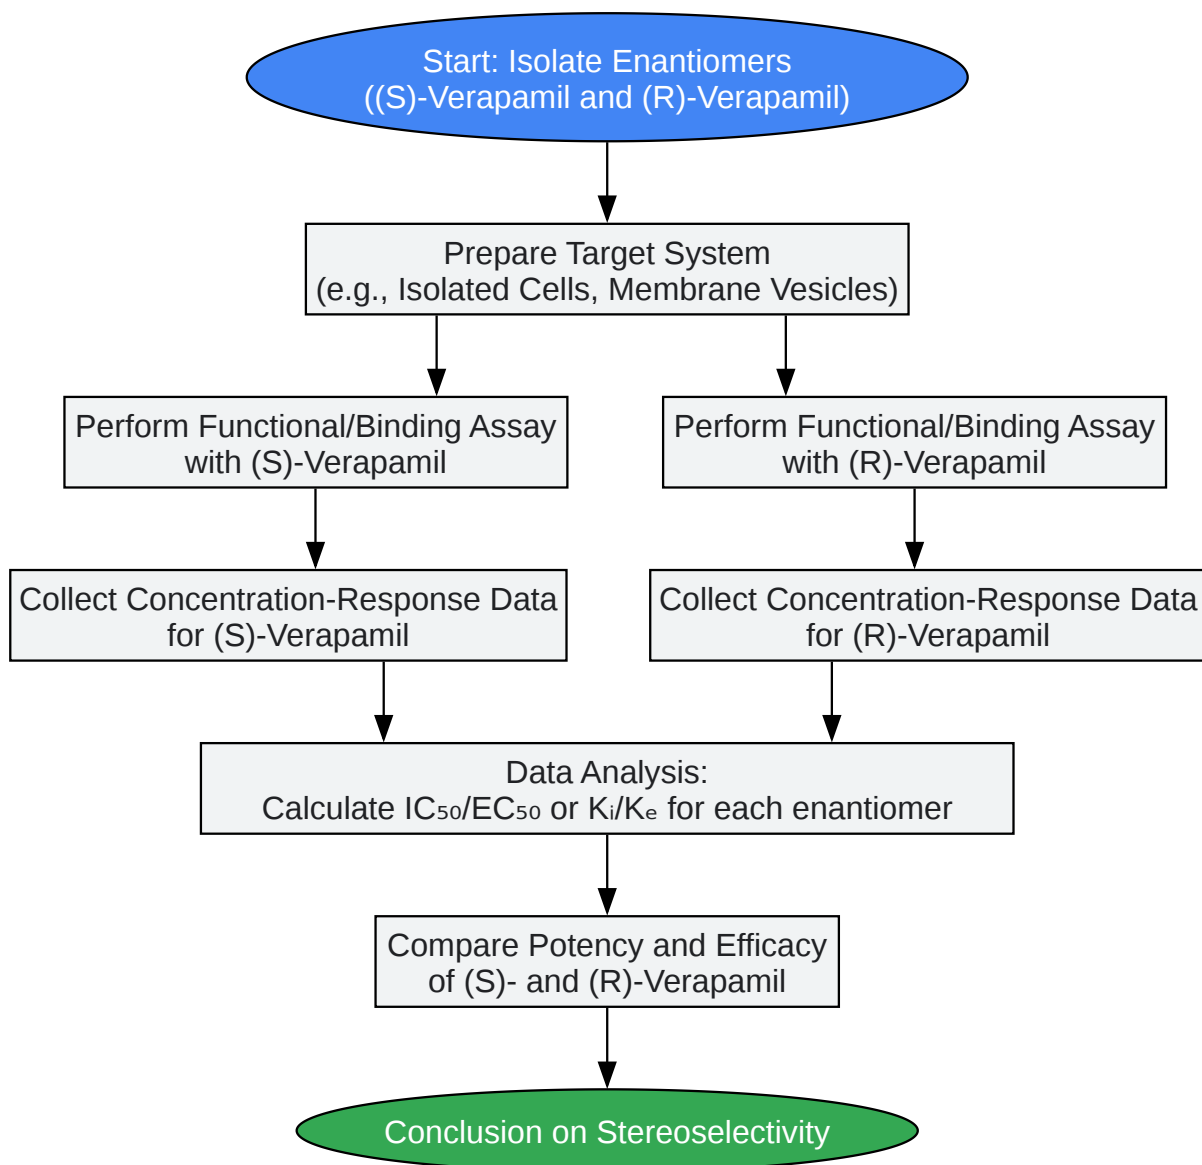 Start: Isolate Enantiomers
((S)-Verapamil and (R)-Verapamil)
Prepare Target System
(e.g., Isolated Cells, Membrane Vesicles)
Perform Functional/Binding Assay
with (S)-Verapamil
Perform Functional/Binding Assay
with (R)-Verapamil
Collect Concentration-Response Data
for (S)-Verapamil
Collect Concentration-Response Data
for (R)-Verapamil
Data Analysis:
Calculate IC₅₀/EC₅₀ or Kᵢ/Kₑ for each enantiomer
Compare Potency and Efficacy
of (S)- and (R)-Verapamil
Conclusion on Stereoselectivity